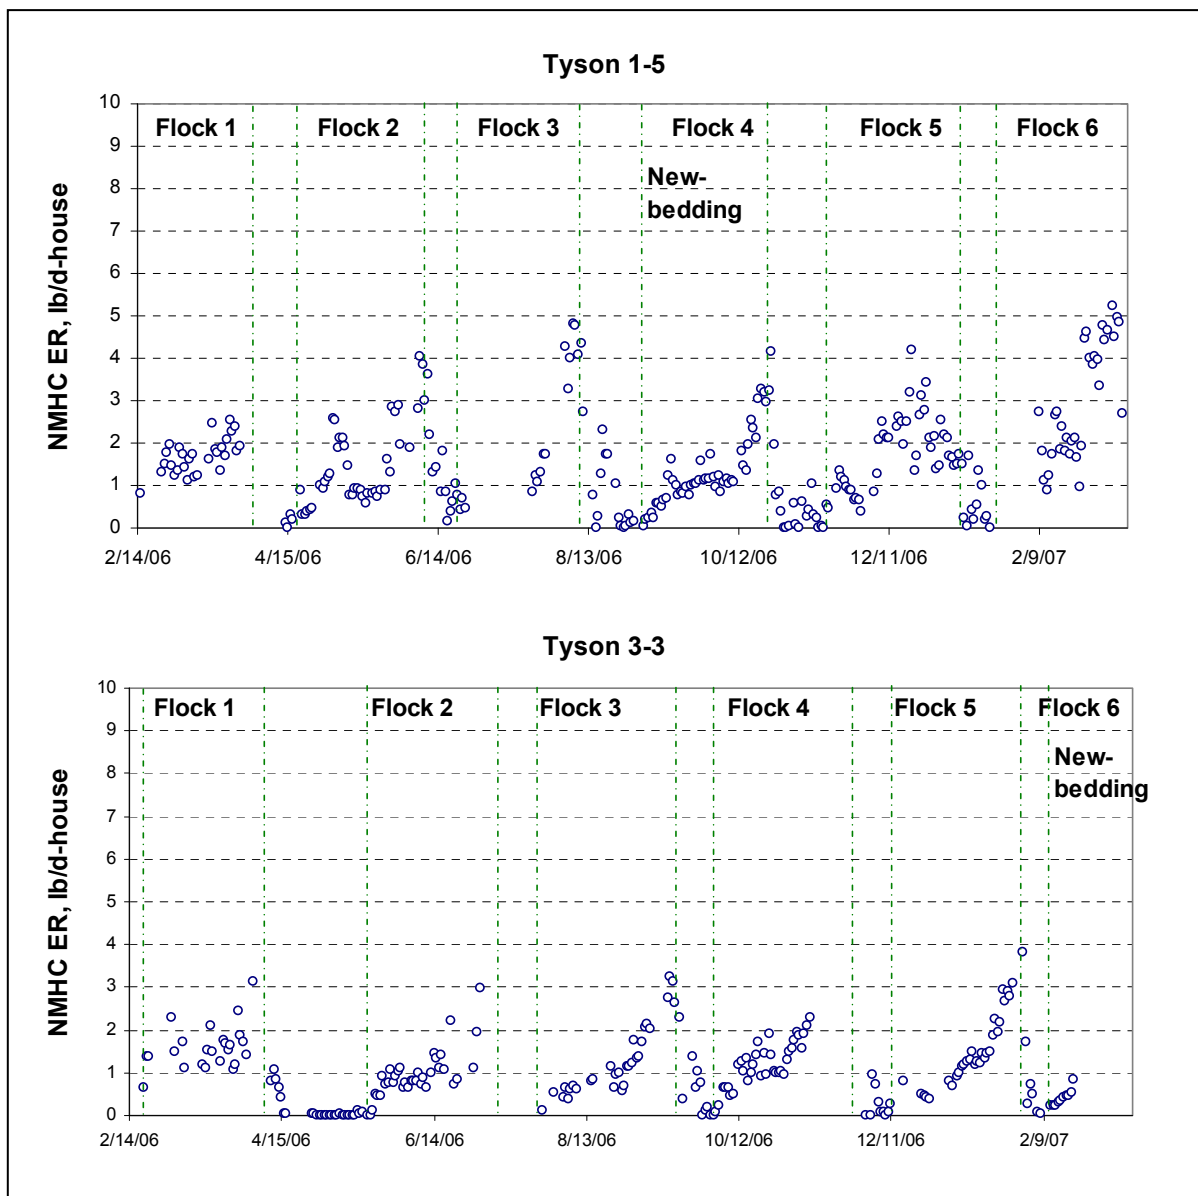 Tyson 1-5
NMHC ER, lb/d-house
10
9
8
7
6
5
4
3
2
1
0
Flock 1
Flock 2
Flock 3
Flock 4
Flock 5
Flock 6
New-
bedding
2/14/06
4/15/06
6/14/06
8/13/06
10/12/06
12/11/06
2/9/07
Tyson 3-3
NMHC ER, lb/d-house
10
9
8
7
6
5
4
3
2
1
0
Flock 1
Flock 2
Flock 3
Flock 4
Flock 5
Flock 6
New-
bedding
2/14/06
4/15/06
6/14/06
8/13/06
10/12/06
12/11/06
2/9/07